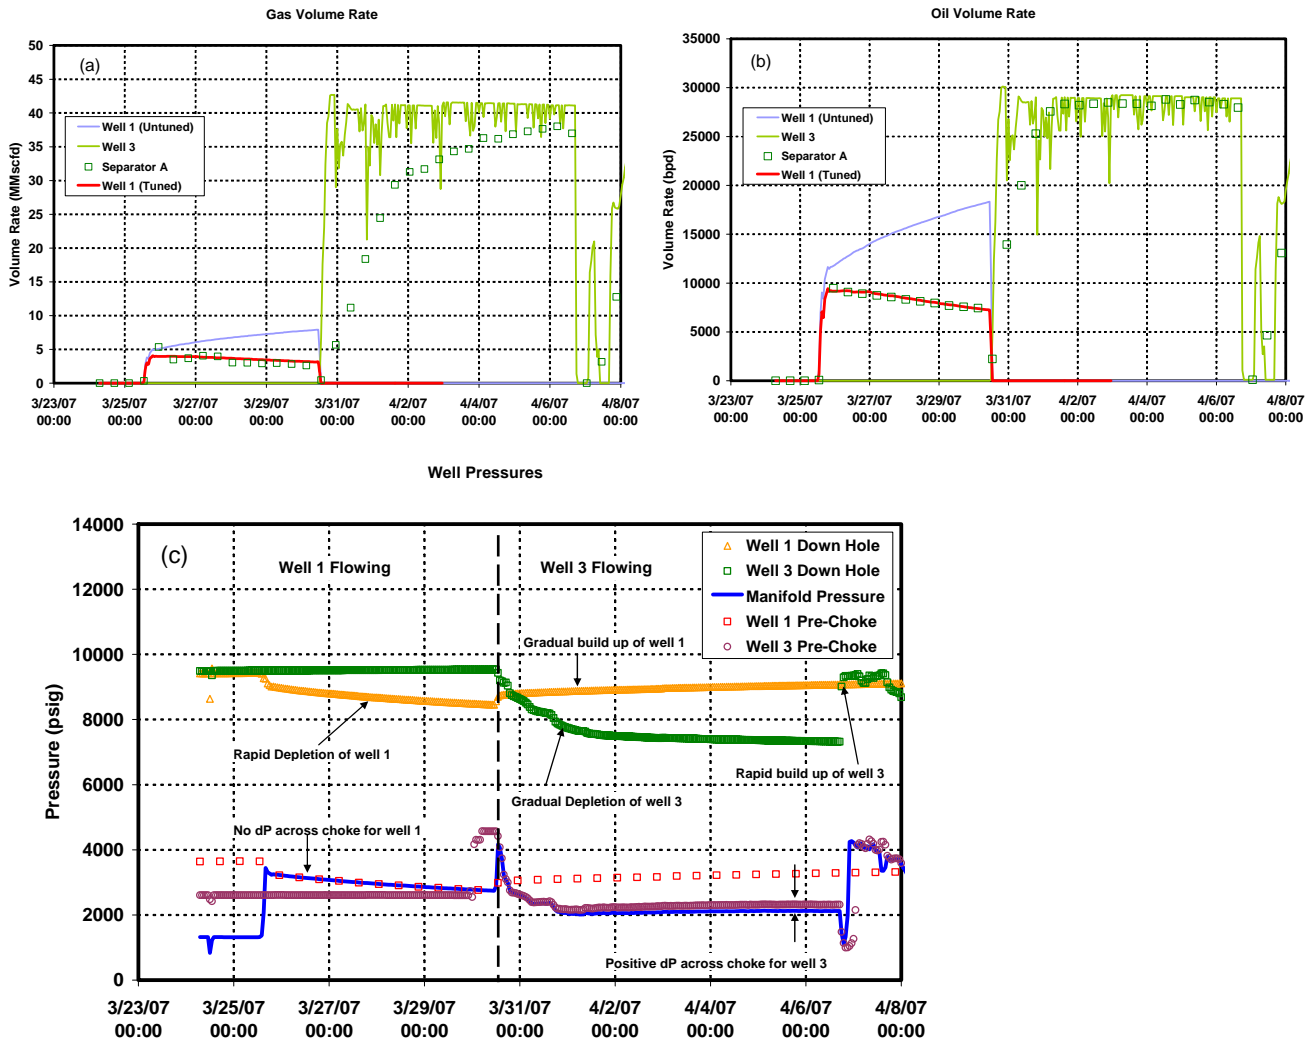 Gas Volume Rate
(a)
Volume Rate (MMscfd)
50
45
40
35
30
25
20
15
10
5
0
Well 1 (Untuned)
Well 3
Separator A
Well 1 (Tuned)
3/23/07 3/25/07 3/27/07 3/29/07 3/31/07 4/2/07 4/4/07 4/6/07 4/8/07
00:00 00:00 00:00 00:00 00:00 00:00 00:00 00:00 00:00
Oil Volume Rate
(b)
Volume Rate (bpd)
35000
30000
25000
20000
15000
10000
5000
0
Well 1 (Untuned)
Well 3
Separator A
Well 1 (Tuned)
3/23/07 3/25/07 3/27/07 3/29/07 3/31/07 4/2/07 4/4/07 4/6/07 4/8/07
00:00 00:00 00:00 00:00 00:00 00:00 00:00 00:00 00:00
Well Pressures
(c)
Pressure (psig)
14000
12000
10000
8000
6000
4000
2000
0
Well 1 Flowing
Well 3 Flowing
Well 1 Down Hole
Well 3 Down Hole
Manifold Pressure
Well 1 Pre-Choke
Well 3 Pre-Choke
Gradual build up of well 1
Rapid Depletion of well 1
Gradual Depletion of well 3
Rapid build up of well 3
No dP across choke for well 1
Positive dP across choke for well 3
3/23/07 3/25/07 3/27/07 3/29/07 3/31/07 4/2/07 4/4/07 4/6/07 4/8/07
00:00 00:00 00:00 00:00 00:00 00:00 00:00 00:00 00:00